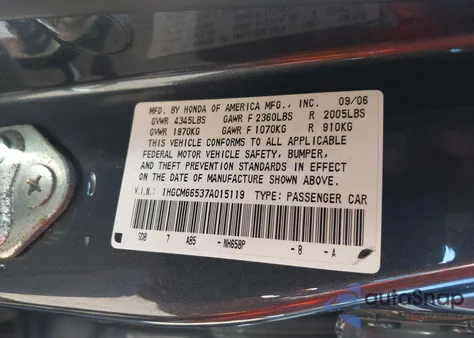 MFD. BY HONDA OF AMERICA MFG., INC. 09/06
GVWR 4345LBS GAWR F 2360LBS R 2005LBS
GVWR 1970KG GAWR F 1070KG R 910KG
THIS VEHICLE CONFORMS TO ALL APPLICABLE
FEDERAL MOTOR VEHICLE SAFETY, BUMPER,
AND THEFT PREVENTION STANDARDS IN EFFECT
ON THE DATE OF MANUFACTURE SHOWN ABOVE.
V.I.N.: 1HGCM66537A015119 TYPE: PASSENGER CAR
SDB 7 ABS -NH658P -B -A
autoSnap